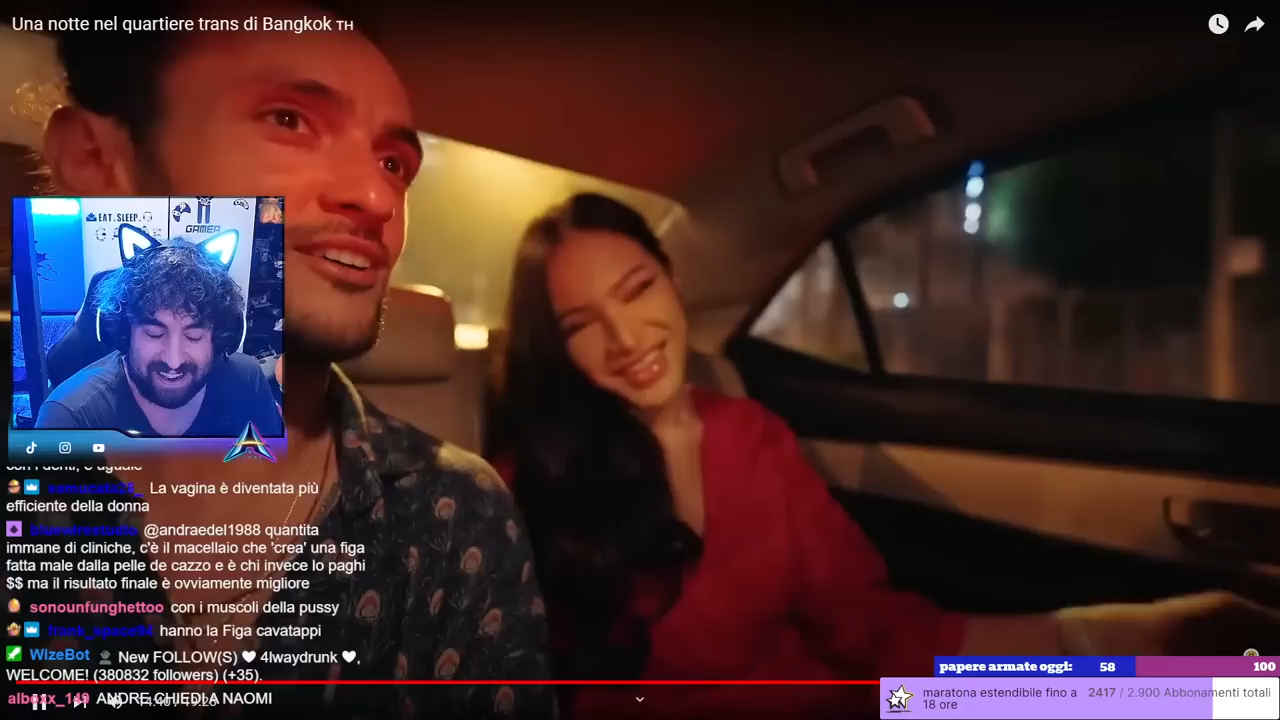 Una notte nel quartiere trans di Bangkok TH
EAT.SLEEP.
GAMER
La vagina è diventata più
efficiente della donna
@andraedel1988 quantita
immane di cliniche, c'è il macellaio che 'crea' una figa
fatta male dalla pelle de cazzo e è chi invece lo paghi
$$ ma il risultato finale è ovviamente migliore
sonounfunghettoo con i muscoli della pussy
frank_space94 hanno la Figa cavatappi
WizeBot New FOLLOW(S) 4lwaydrunk ,
WELCOME! (380832 followers) (+35).
alboxx_149 ANDRE CHIEDI A NAOMI
papere armate oggi: 58 100
maratona estendibile fino a
18 ore
2417 / 2.900 Abbonamenti totali